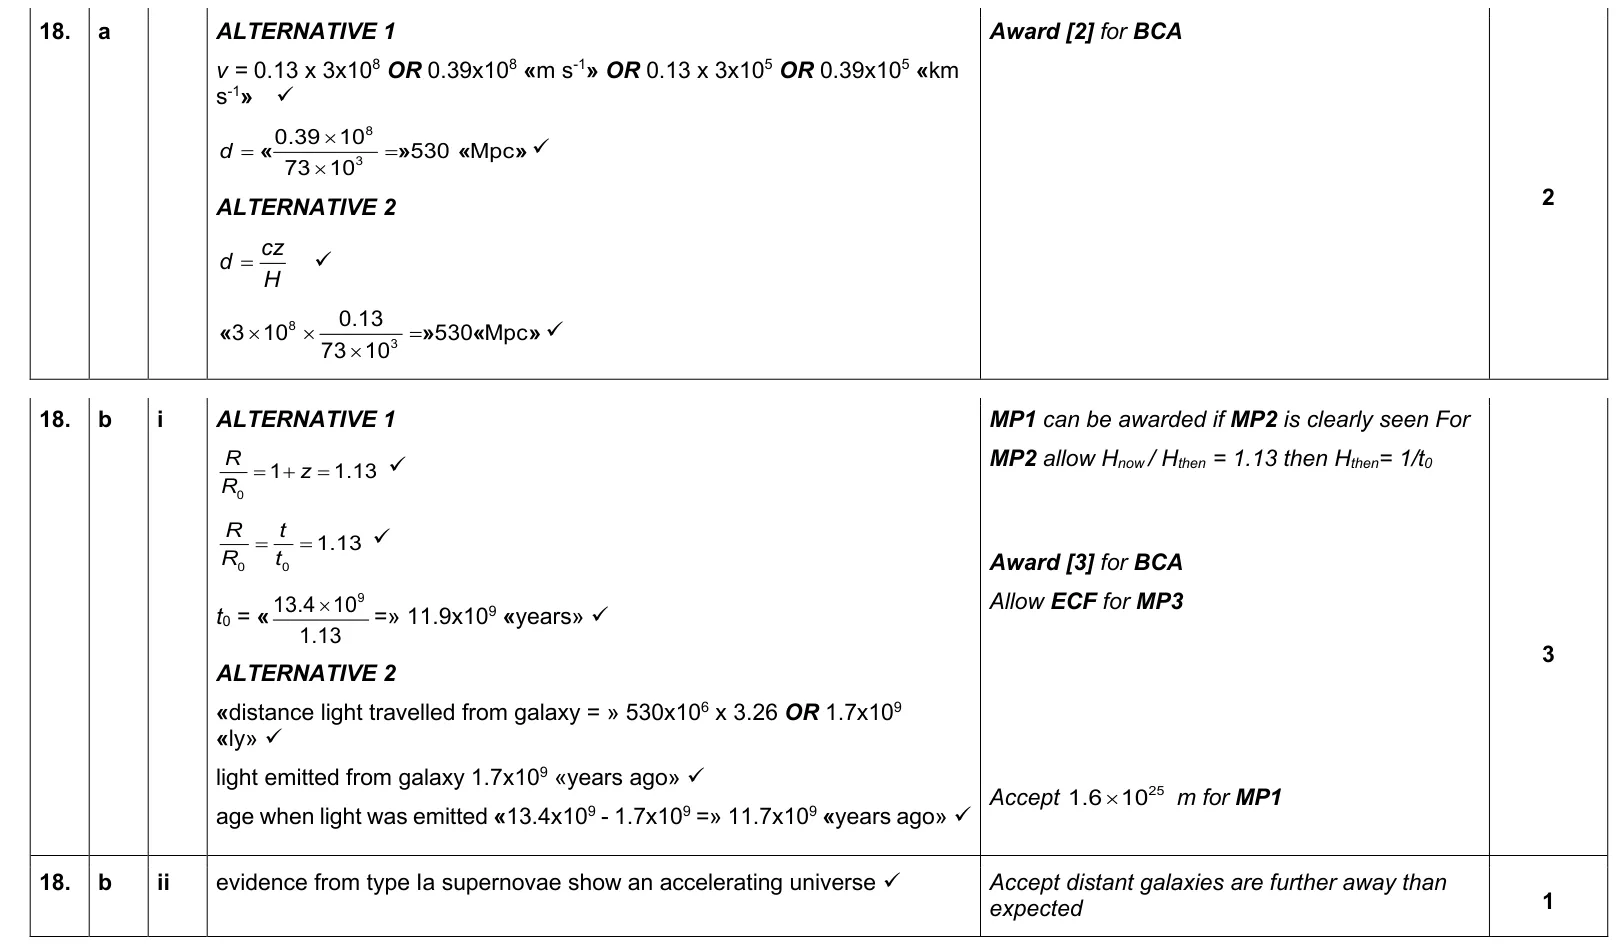 18. a ALTERNATIVE 1 Award [2] for BCA
v = 0.13 x 3x10⁸ OR 0.39x10⁸ «m s⁻¹» OR 0.13 x 3x10⁵ OR 0.39x10⁵ «km
s⁻¹» ✓
d = «(0.39 × 10⁸)/(73 × 10³) =»530 «Mpc» ✓
ALTERNATIVE 2
2
d = cz/H ✓
«3 × 10⁸ × 0.13/(73 × 10³) =»530«Mpc» ✓
18. b i ALTERNATIVE 1 MP1 can be awarded if MP2 is clearly seen For
R/R₀ = 1 + z = 1.13 ✓ MP2 allow Hnow / Hthen = 1.13 then Hthen= 1/t₀
R/R₀ = t/t₀ = 1.13 ✓ Award [3] for BCA
t₀ = «(13.4 × 10⁹)/1.13 =» 11.9x10⁹ «years» ✓ Allow ECF for MP3
3
ALTERNATIVE 2
«distance light travelled from galaxy = » 530x10⁶ x 3.26 OR 1.7x10⁹
«ly» ✓
light emitted from galaxy 1.7x10⁹ «years ago» ✓
age when light was emitted «13.4x10⁹ - 1.7x10⁹ =» 11.7x10⁹ «years ago» ✓ Accept 1.6 × 10²⁵ m for MP1
18. b ii evidence from type Ia supernovae show an accelerating universe ✓ Accept distant galaxies are further away than
expected 1